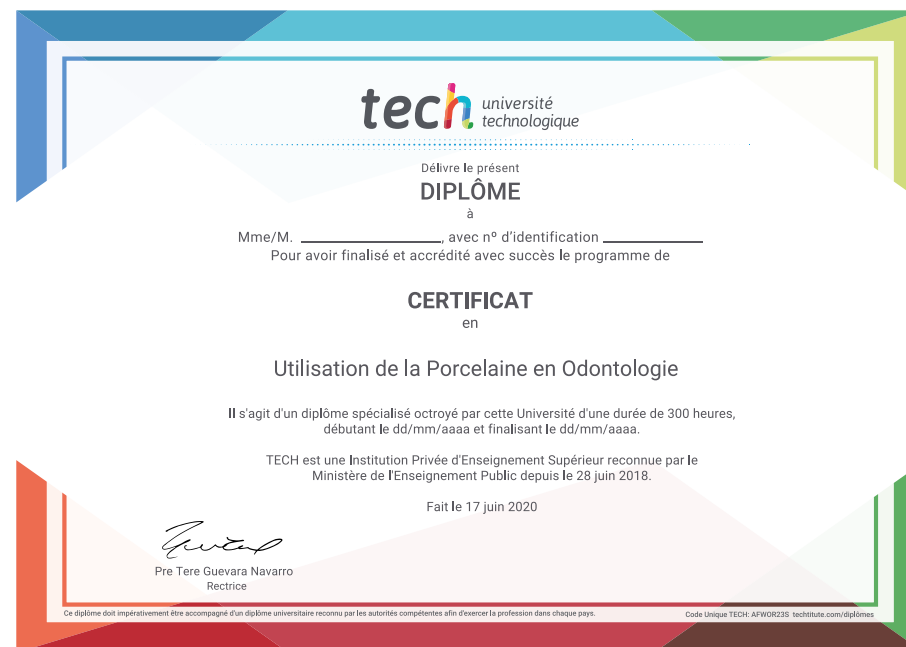 tech université
technologique
Délivre le présent
DIPLÔME
à
Mme/M. ____________________, avec nº d'identification ______________
Pour avoir finalisé et accrédité avec succès le programme de
CERTIFICAT
en
Utilisation de la Porcelaine en Odontologie
Il s'agit d'un diplôme spécialisé octroyé par cette Université d'une durée de 300 heures,
débutant le dd/mm/aaaa et finalisant le dd/mm/aaaa.
TECH est une Institution Privée d'Enseignement Supérieur reconnue par le
Ministère de l'Enseignement Public depuis le 28 juin 2018.
Fait le 17 juin 2020
Pre Tere Guevara Navarro
Rectrice
Ce diplôme doit impérativement être accompagné d'un diplôme universitaire reconnu par les autorités compétentes afin d'exercer la profession dans chaque pays.
Code Unique TECH: AFWOR23S techtitute.com/diplômes